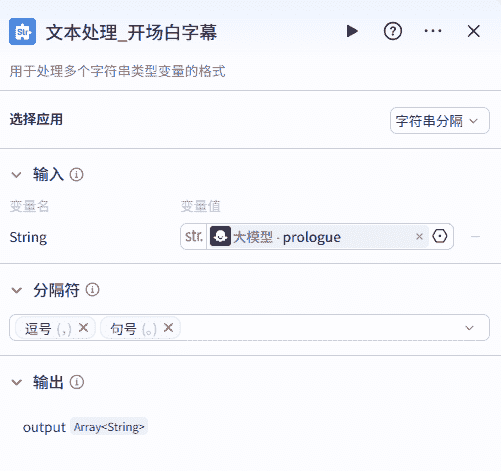 Str 文本处理_开场白字幕
用于处理多个字符串类型变量的格式
选择应用 字符串分隔
输入
变量名 变量值
String str. 大模型 · prologue
分隔符
逗号 (，) 句号 (。)
输出
output Array<String>